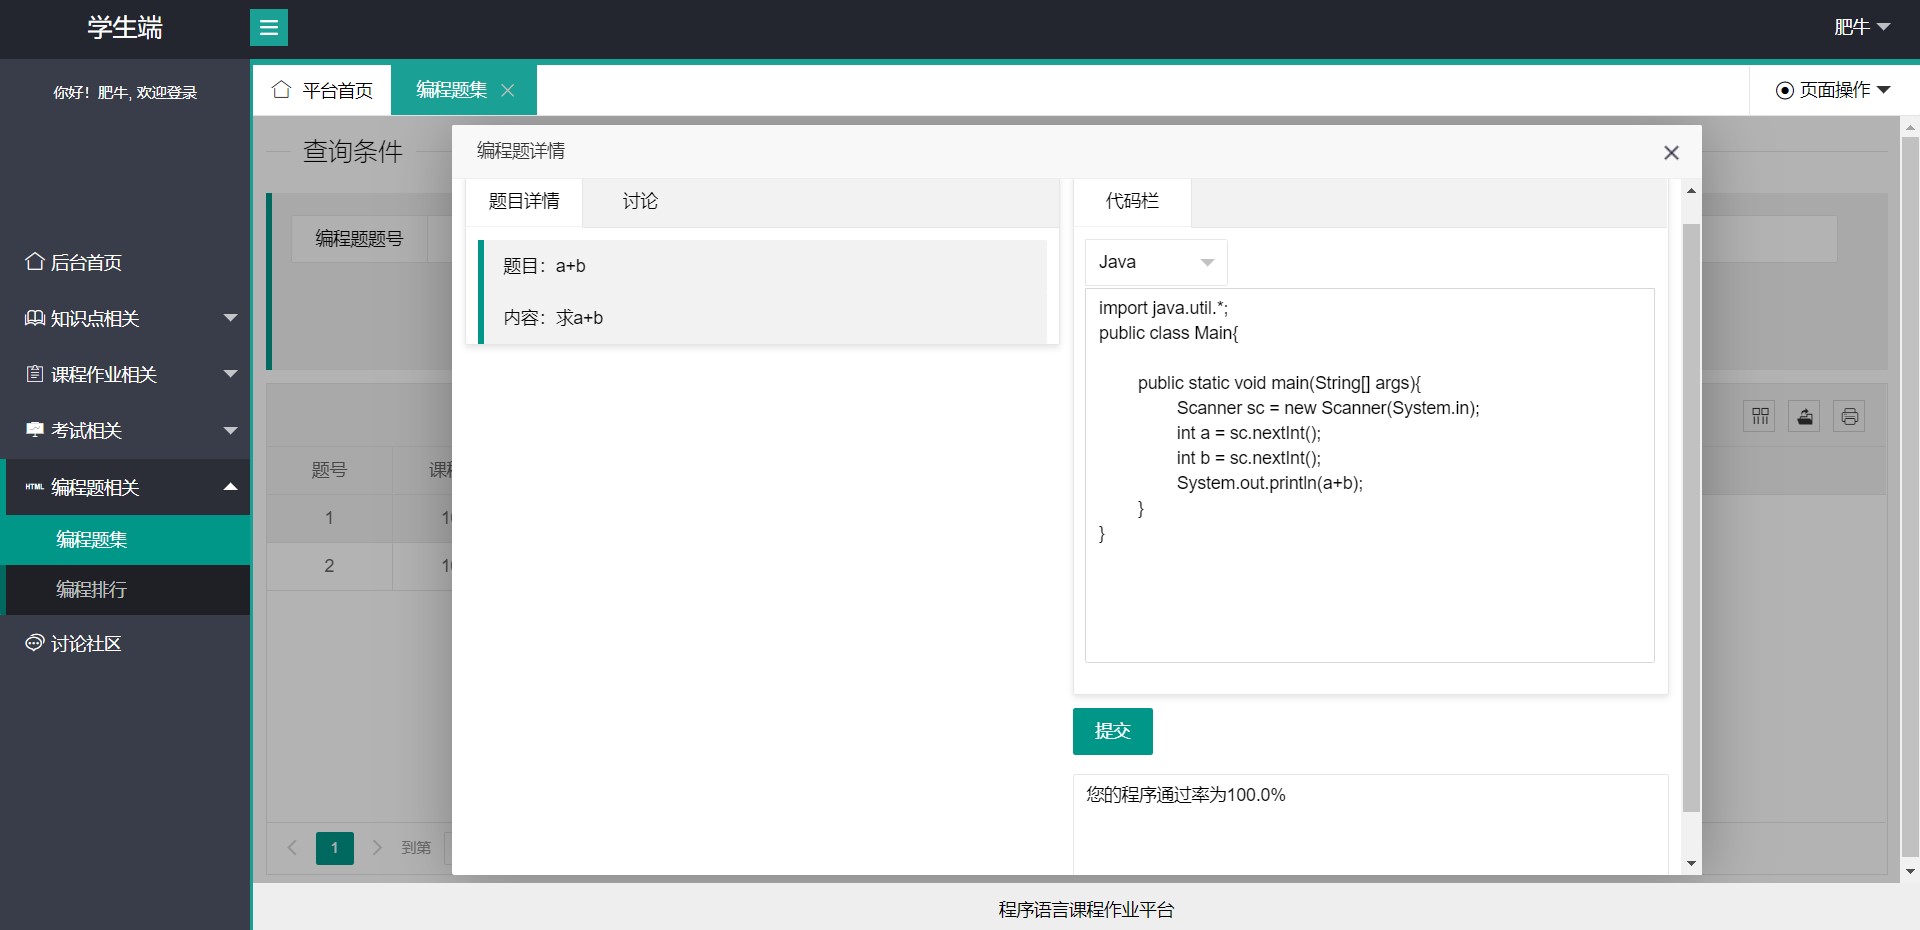 学生端
肥牛
你好！肥牛, 欢迎登录
平台首页
编程题集
页面操作
后台首页
知识点相关
课程作业相关
考试相关
HTML 编程题相关
编程题集
编程排行
讨论社区
查询条件
编程题题号
题号
1
2
1
到第
编程题详情
题目详情
讨论
题目：a+b
内容：求a+b
代码栏
Java
import java.util.*;
public class Main{
public static void main(String[] args){
Scanner sc = new Scanner(System.in);
int a = sc.nextInt();
int b = sc.nextInt();
System.out.println(a+b);
}
}
提交
您的程序通过率为100.0%
程序语言课程作业平台